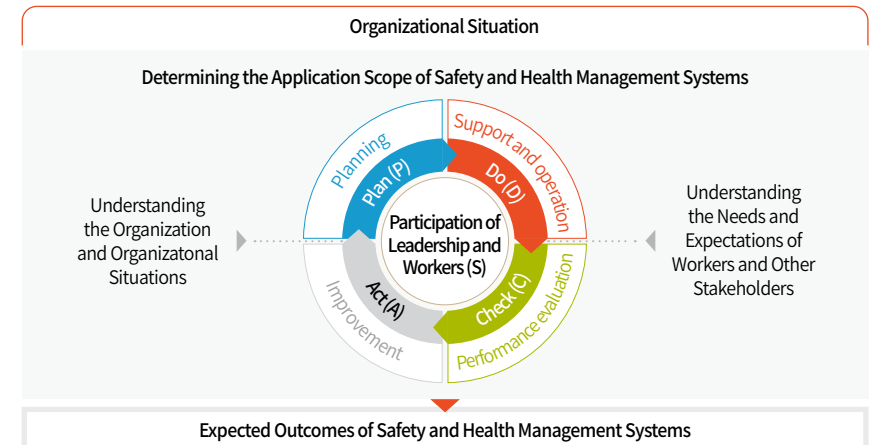 Organizational Situation
Determining the Application Scope of Safety and Health Management Systems
Planning
Plan (P)
Support and operation
Do (D)
Understanding
the Organization
and Organizatonal
Situations
Participation of
Leadership and
Workers (S)
Understanding
the Needs and
Expectations of
Workers and Other
Stakeholders
Improvement
Act (A)
Check (C)
Performance evaluation
Expected Outcomes of Safety and Health Management Systems